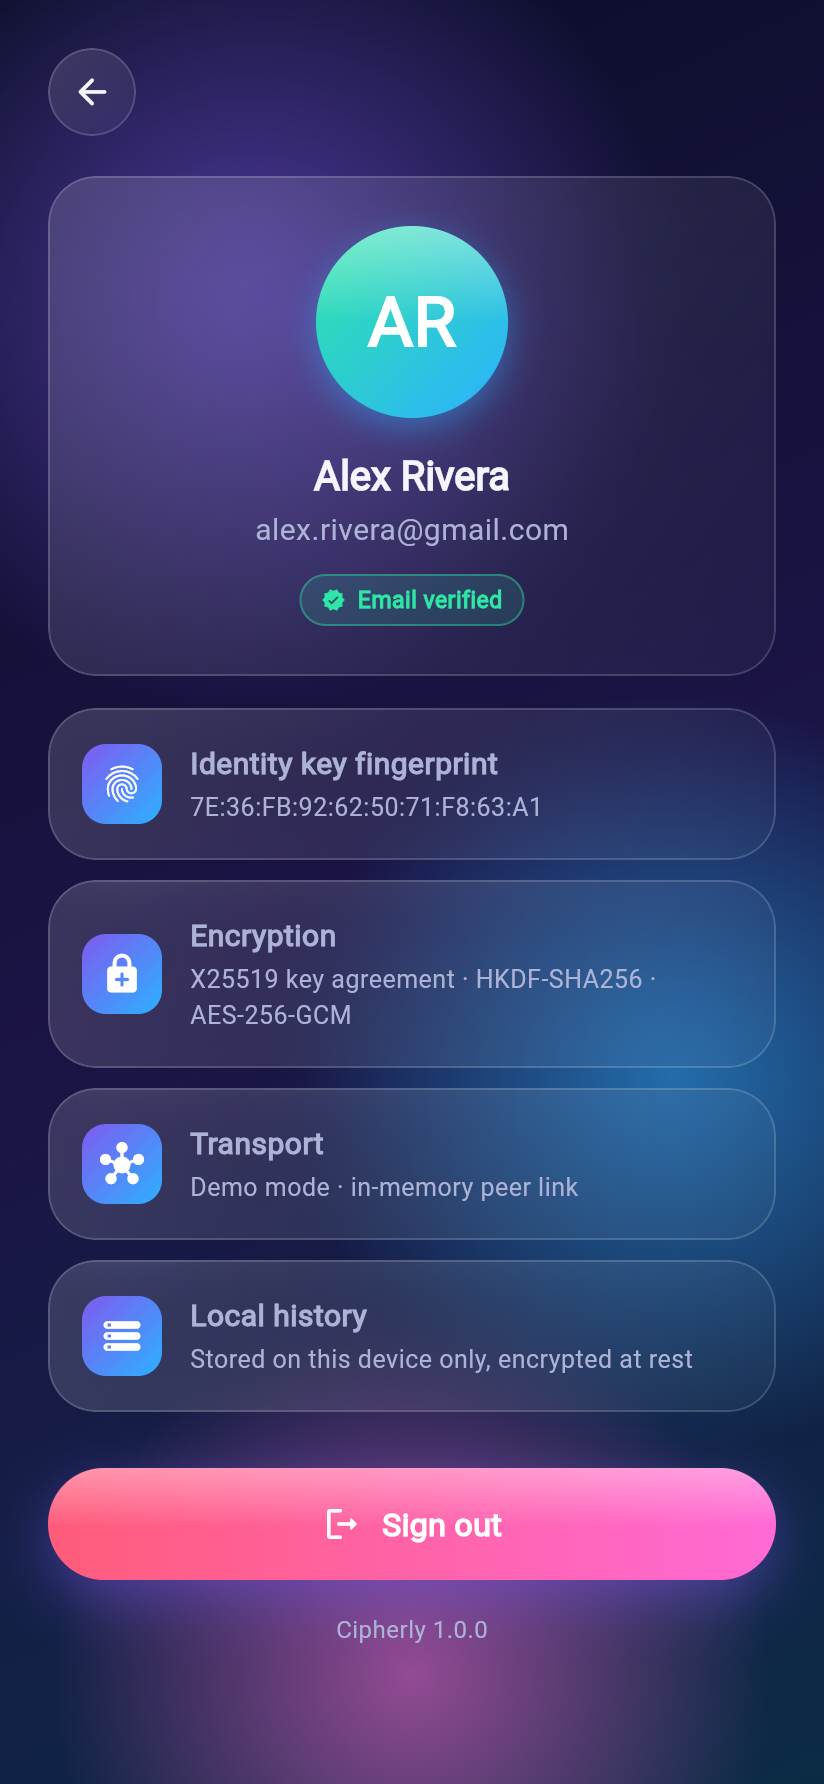 AR
Alex Rivera
alex.rivera@gmail.com
Email verified
Identity key fingerprint
7E:36:FB:92:62:50:71:F8:63:A1
Encryption
X25519 key agreement · HKDF-SHA256 ·
AES-256-GCM
Transport
Demo mode · in-memory peer link
Local history
Stored on this device only, encrypted at rest
Sign out
Cipherly 1.0.0